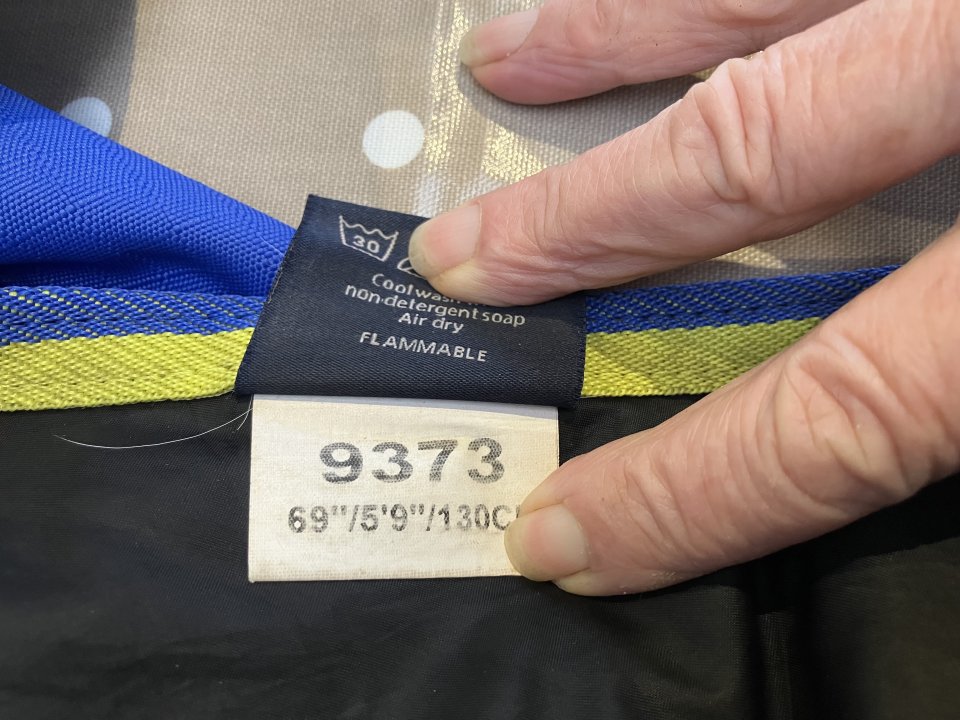 30
Cool wash
non-detergent soap
Air dry
FLAMMABLE
9373
69"/5'9"/130C